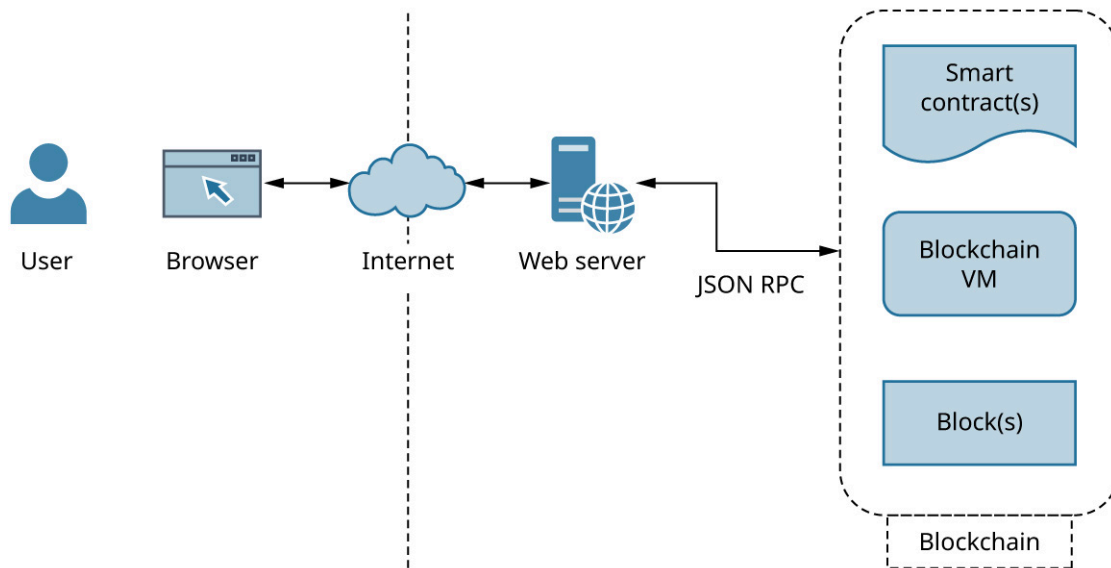 Smart
contract(s)
User
Browser
Internet
Web server
JSON RPC
Blockchain
VM
Block(s)
Blockchain